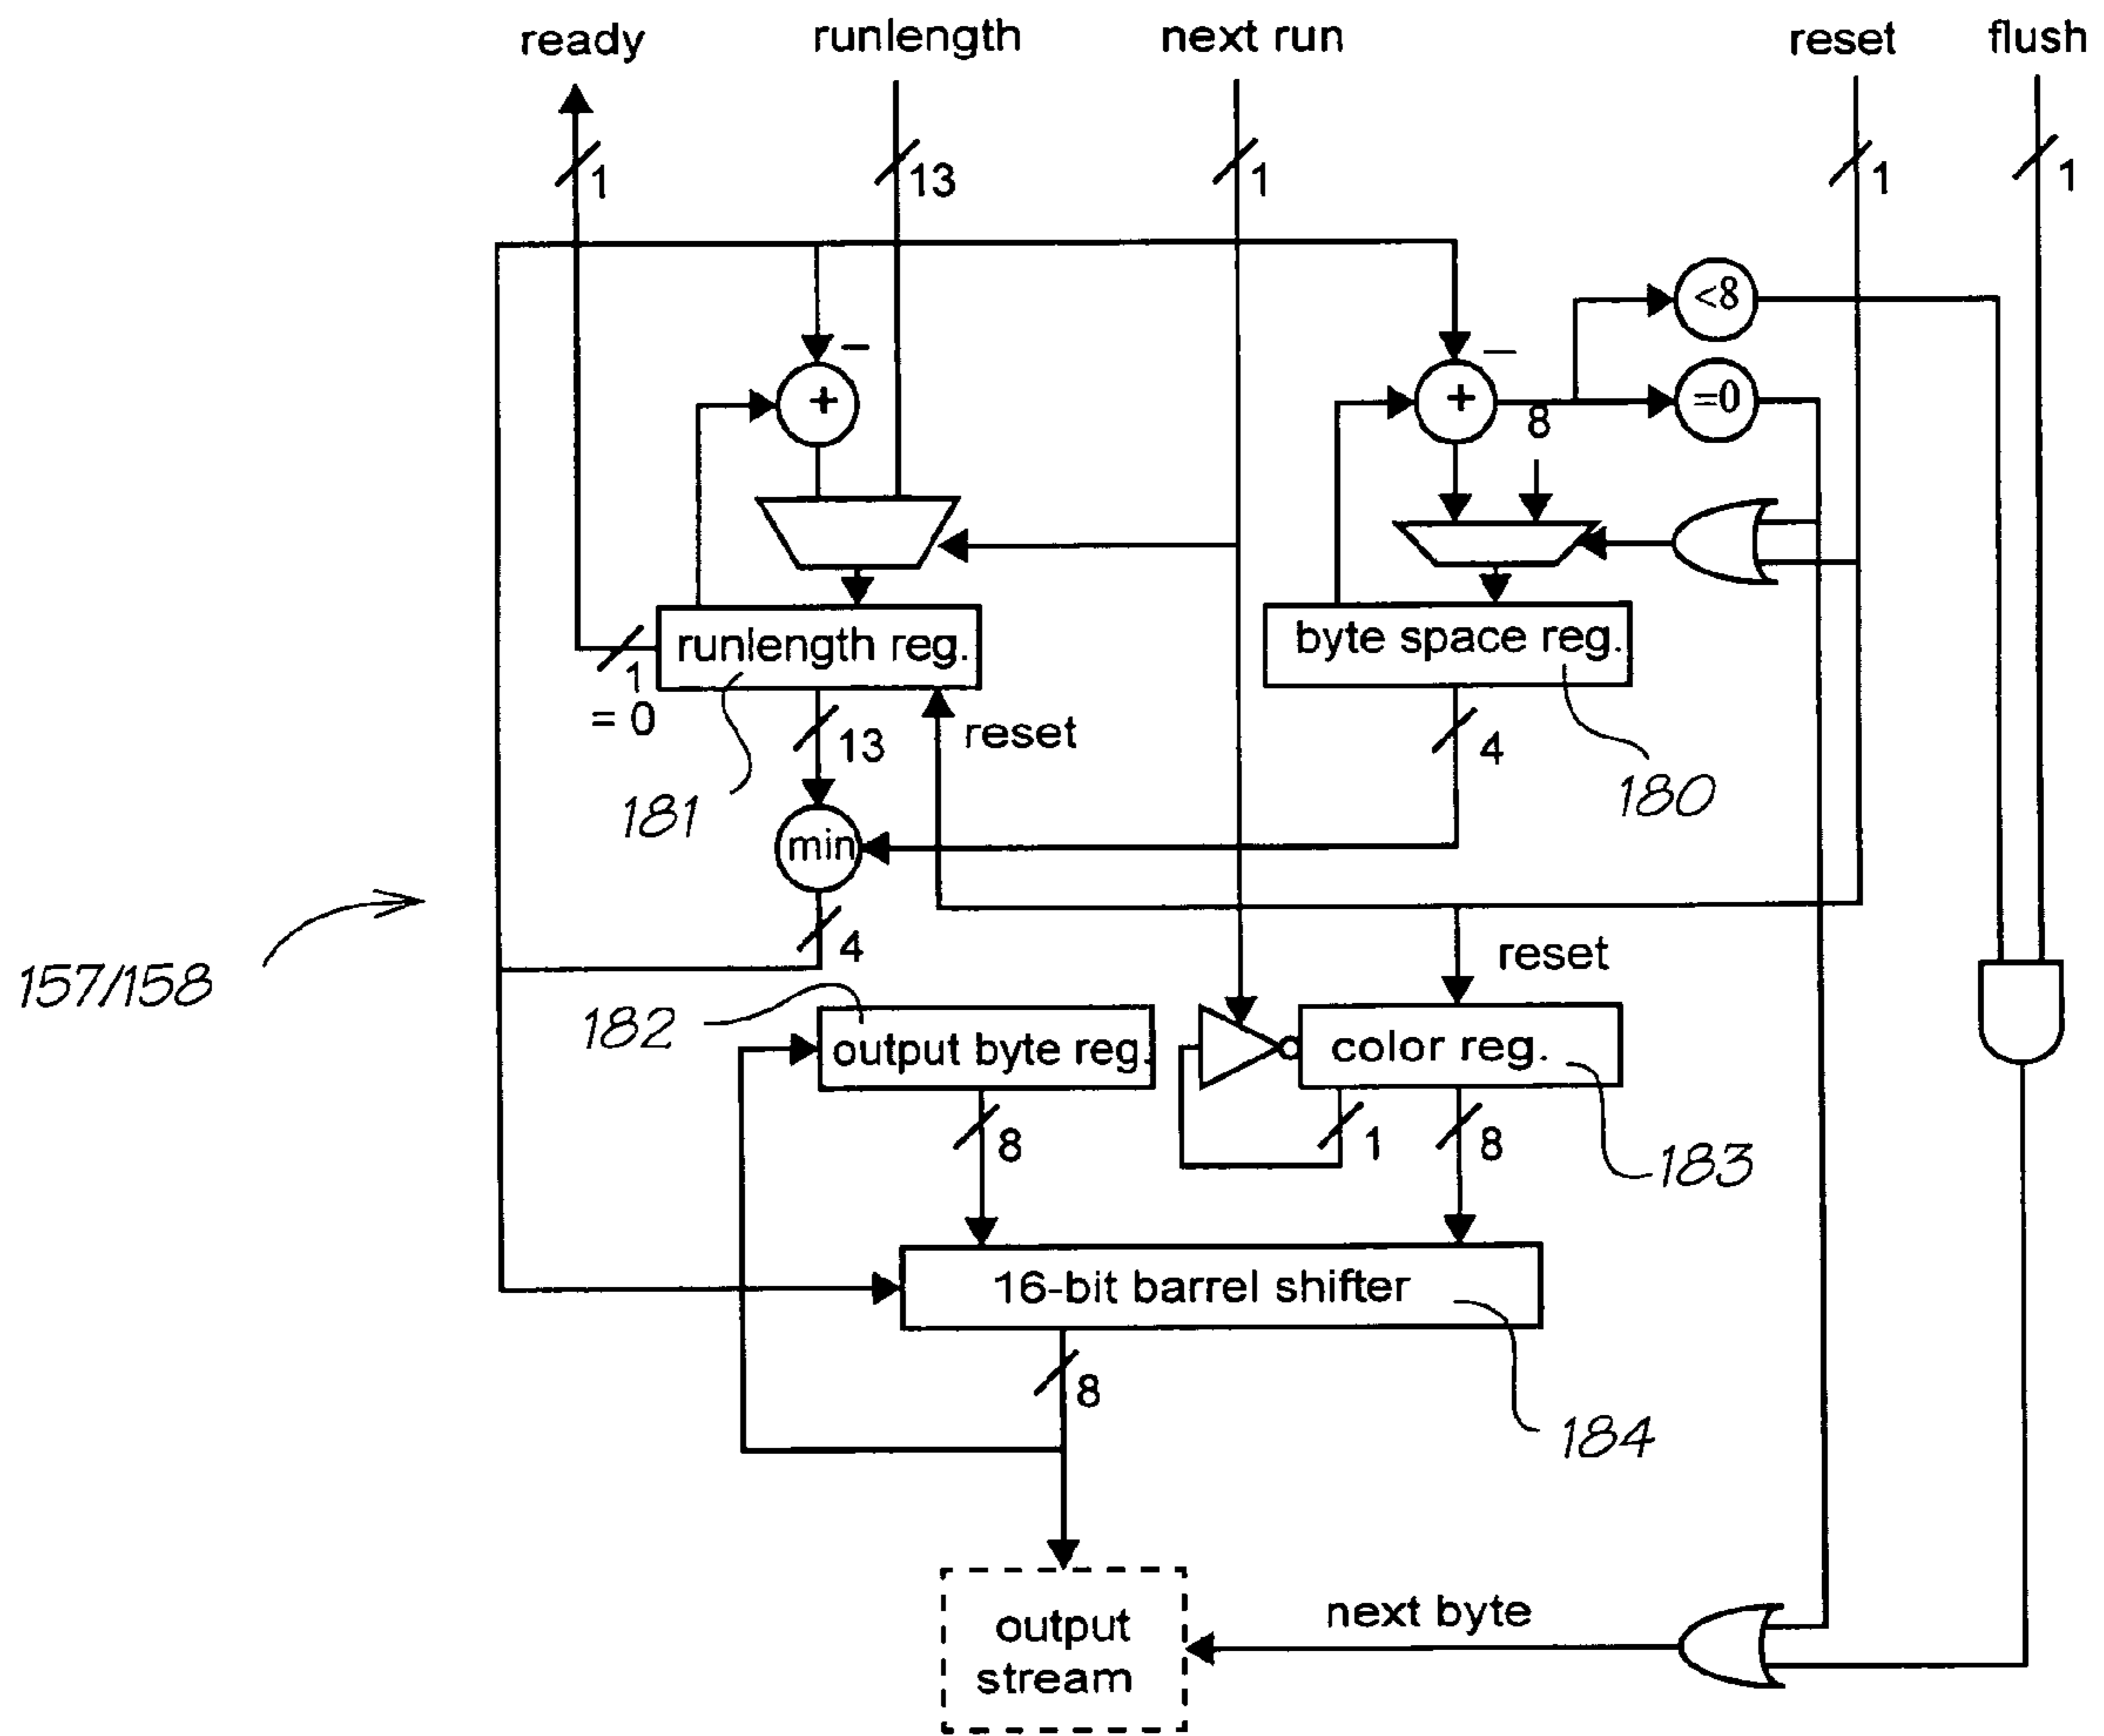 ready
runlength
next run
reset
flush
1
13
1
1
1
<8
−
−
+
+
=0
8
runlength reg.
byte space reg.
1
= 0
13
reset
4
181
180
min
4
157/158
reset
182
output byte reg.
color reg.
8
1
8
183
16-bit barrel shifter
8
184
next byte
output
stream